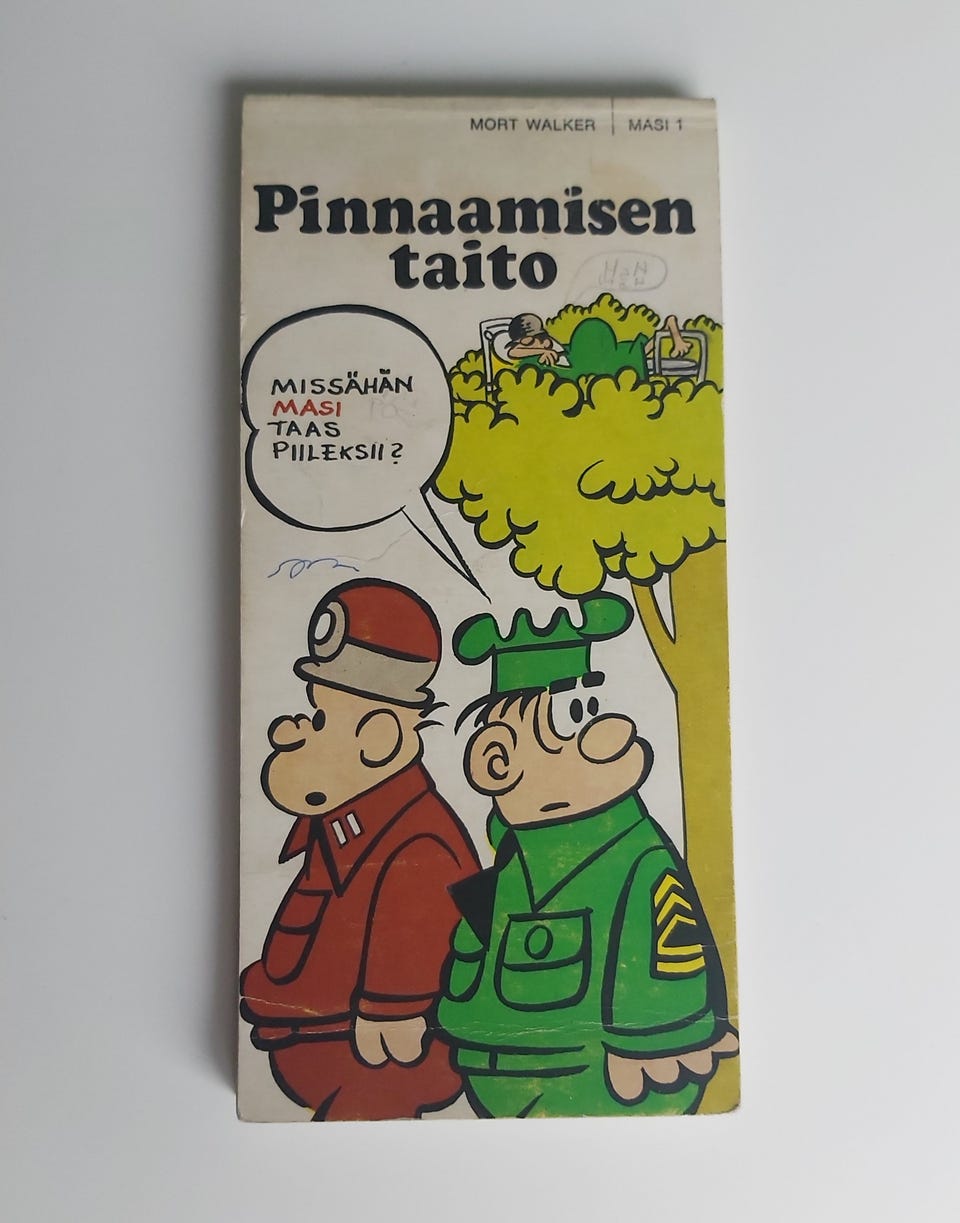 MORT WALKER | MASI 1
Pinnaamisen
taito
MISSÄHÄN
MASI
TAAS
PIILEKSII?